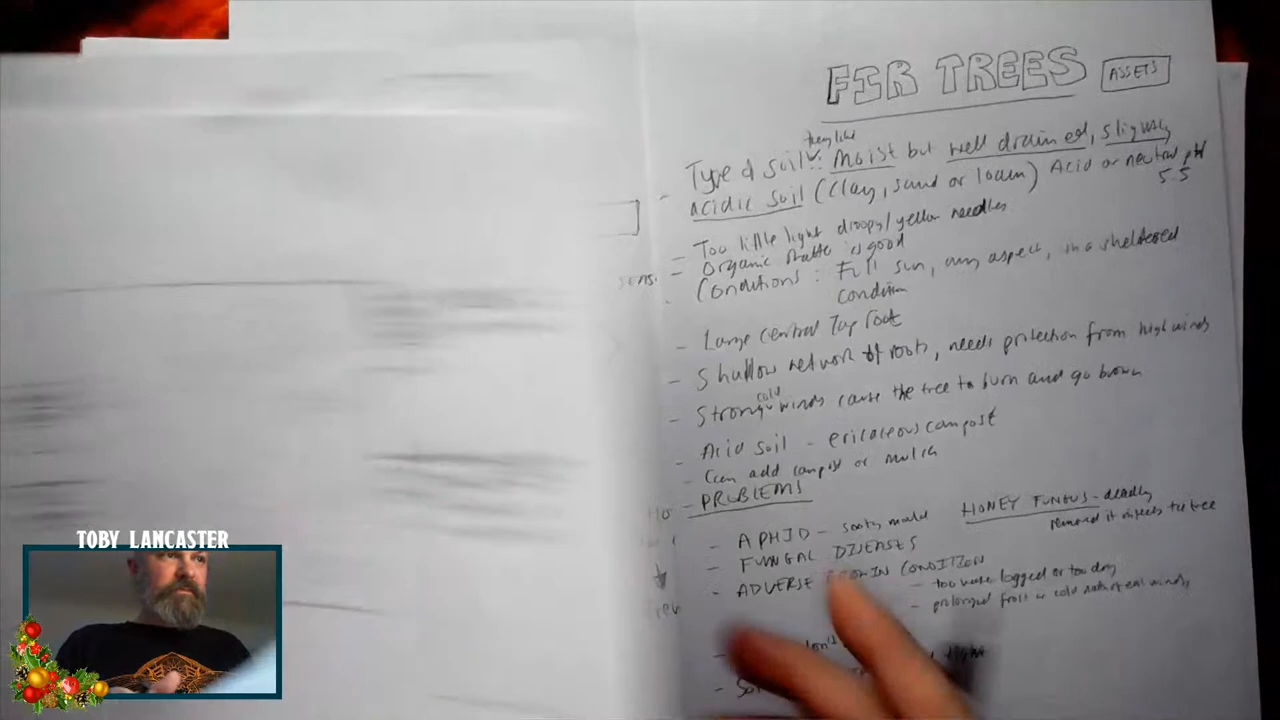 FIR TREES ASSETS
they like
- Type of soil: Moist but well drained, slightly
acidic soil (clay, sand or loam) Acid or neutral pH
5.5
- Too little light droopy/yellow needles
- Organic matter is good
Conditions: Full sun, any aspect, in a sheltered
condition
- Large central Tap root
- Shallow network of roots, needs protection from high winds
cold
- Strong winds cause the tree to burn and go brown
- Acid soil - ericaceous compost
- Can add compost or mulch
- PROBLEMS
- APHID - sooty mould
HONEY FUNGUS - deadly
removed it infects the tree
- FUNGAL DISEASES
- ADVERSE CONDITION
- too water logged or too dry
- prolonged frost or cold north east winds
TOBY LANCASTER